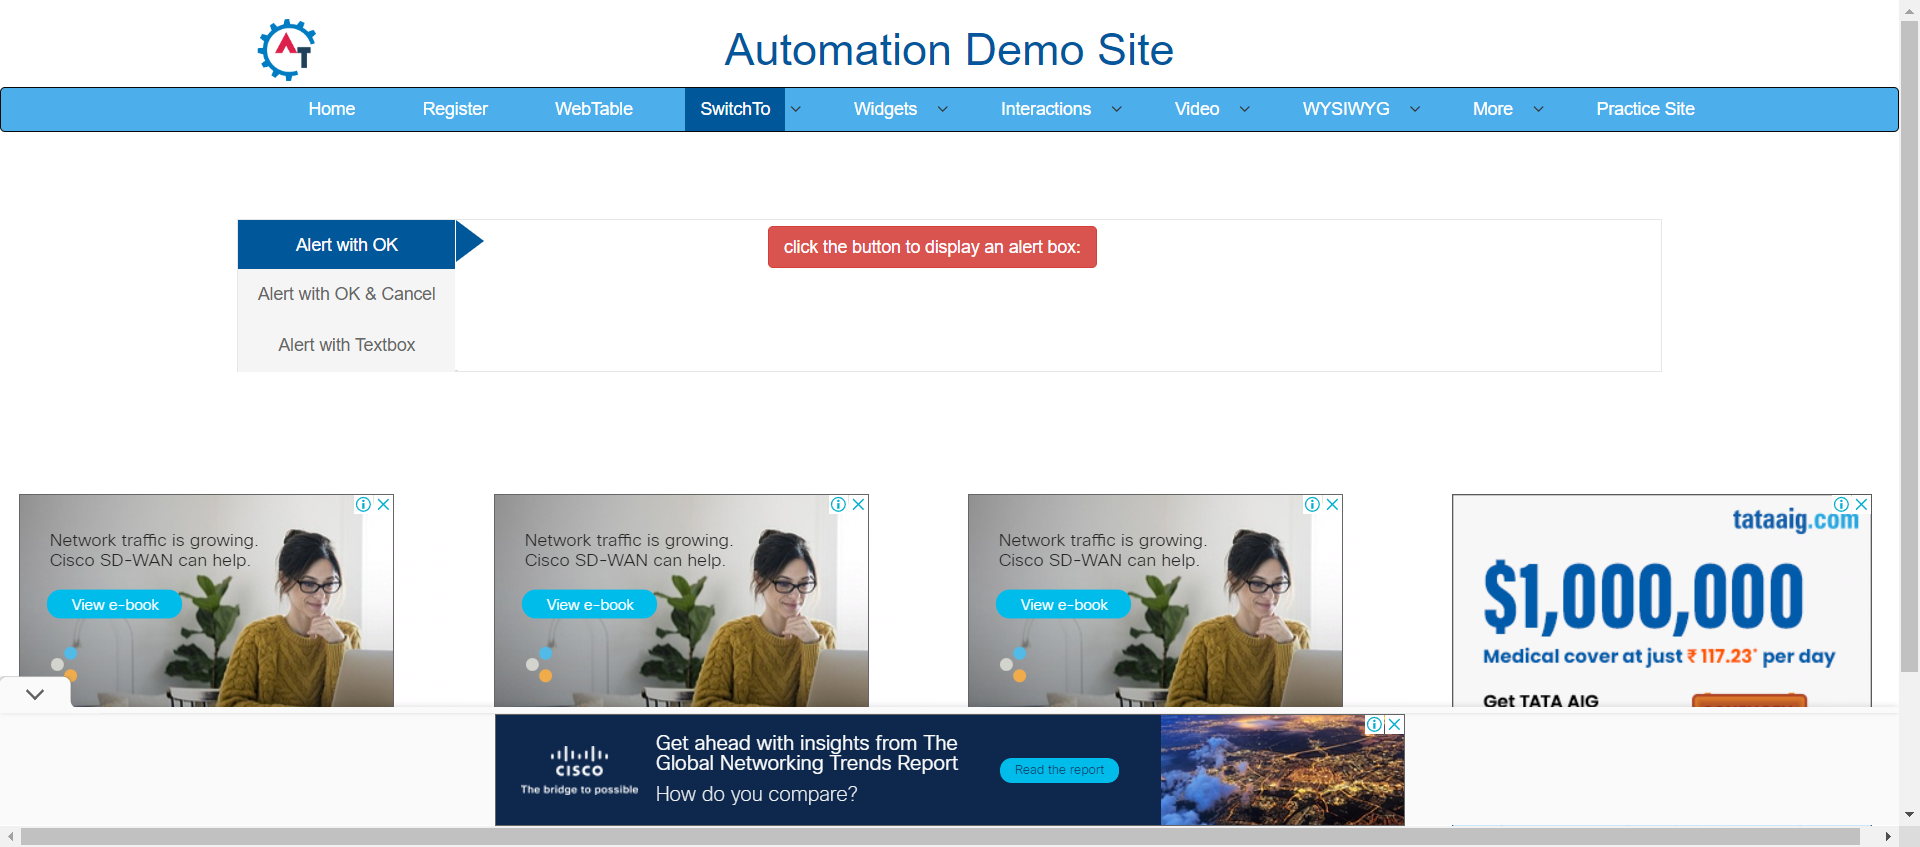 AT
Automation Demo Site
Home Register WebTable SwitchTo Widgets Interactions Video WYSIWYG More Practice Site
Alert with OK
click the button to display an alert box:
Alert with OK & Cancel
Alert with Textbox
Network traffic is growing.
Cisco SD-WAN can help.
View e-book
Network traffic is growing.
Cisco SD-WAN can help.
View e-book
Network traffic is growing.
Cisco SD-WAN can help.
View e-book
tataaig.com
$1,000,000
Medical cover at just ₹ 117.23* per day
Get TATA AIG
CISCO
The bridge to possible
Get ahead with insights from The
Global Networking Trends Report
How do you compare?
Read the report